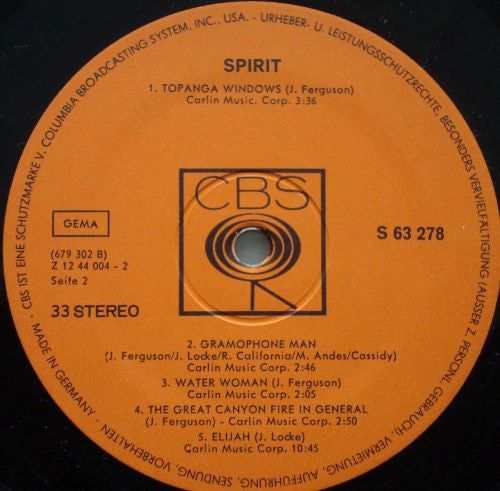 CBS IST EINE SCHUTZMARKE V. COLUMBIA BROADCASTING SYSTEM, INC., USA. - URHEBER- U. LEISTUNGSSCHUTZRECHTE, BESONDERS VERVIELFÄLTIGUNG (AUSSER Z. PERSÖNL. GEBRAUCH), VERMIETUNG, AUFFÜHRUNG, SENDUNG, VORBEHALTEN · MADE IN GERMANY ·
SPIRIT
1. TOPANGA WINDOWS (J. Ferguson)
Carlin Music. Corp. 3:36
CBS
GEMA
S 63 278
(679 302 B)
Z 12 44 004 - 2
Seite 2
33 STEREO
2. GRAMOPHONE MAN
(J. Ferguson/J. Locke/R. California/M. Andes/Cassidy)
Carlin Music Corp. 2:46
3. WATER WOMAN (J. Ferguson)
Carlin Music Corp. 2:05
4. THE GREAT CANYON FIRE IN GENERAL
(J. Ferguson) - Carlin Music Corp. - 2:50
5. ELIJAH (J. Locke)
Carlin Music Corp. 10:45